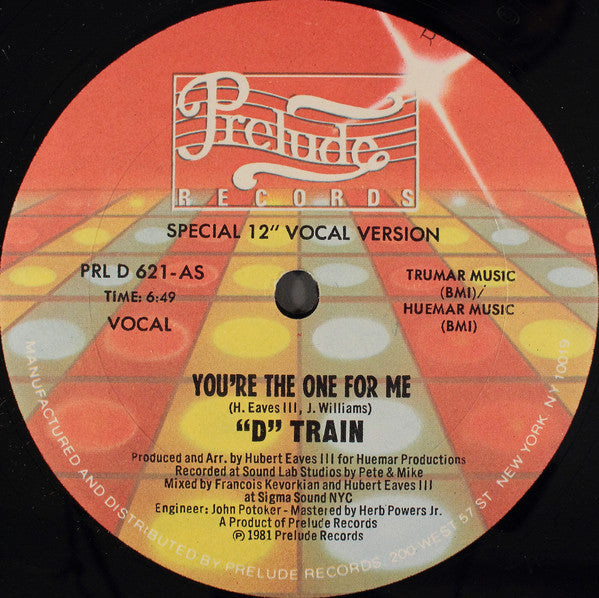 Prelude
RECORDS
SPECIAL 12" VOCAL VERSION
PRL D 621-AS
TIME: 6:49
VOCAL
TRUMAR MUSIC
(BMI)/
HUEMAR MUSIC
(BMI)
YOU'RE THE ONE FOR ME
(H. Eaves III, J. Williams)
"D" TRAIN
Produced and Arr. by Hubert Eaves III for Huemar Productions
Recorded at Sound Lab Studios by Pete & Mike
Mixed by Francois Kevorkian and Hubert Eaves III
at Sigma Sound NYC
Engineer: John Potoker - Mastered by Herb Powers Jr.
A Product of Prelude Records
℗ 1981 Prelude Records
MANUFACTURED AND DISTRIBUTED BY PRELUDE RECORDS, 200 WEST 57 ST. NEW YORK, NY 10019